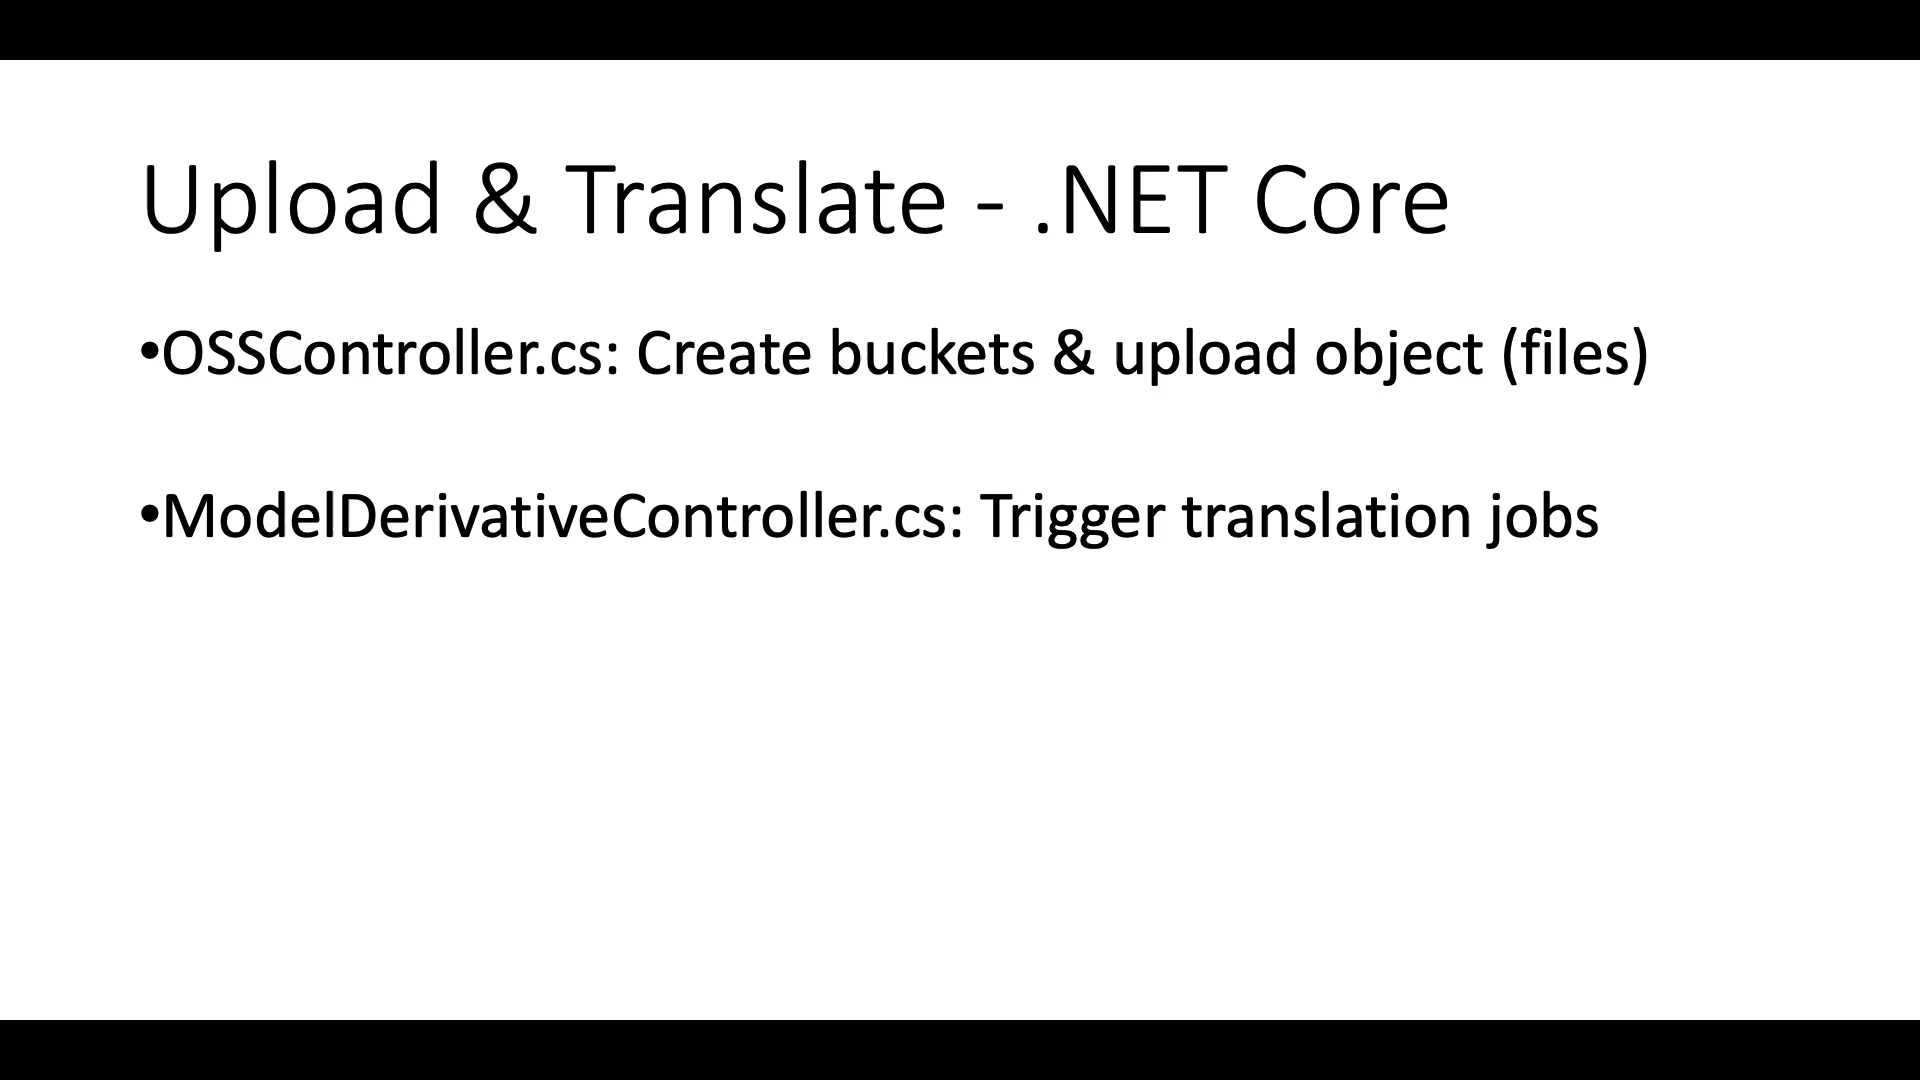 Upload & Translate - .NET Core
•OSSController.cs: Create buckets & upload object (files)
•ModelDerivativeController.cs: Trigger translation jobs